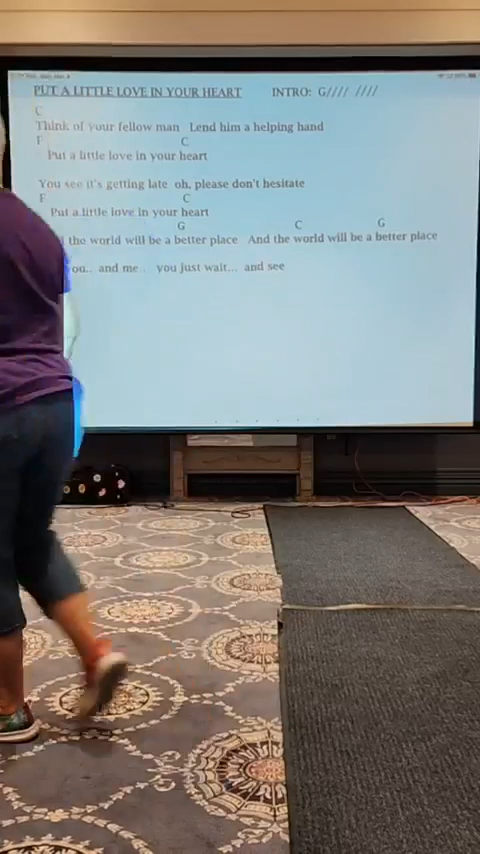 PUT A LITTLE LOVE IN YOUR HEART INTRO: G//// ////
C
Think of your fellow man Lend him a helping hand
F C
Put a little love in your heart
You see it's getting late oh, please don't hesitate
F C
Put a little love in your heart
G C G
the world will be a better place And the world will be a better place
you.. and me.. you just wait... and see